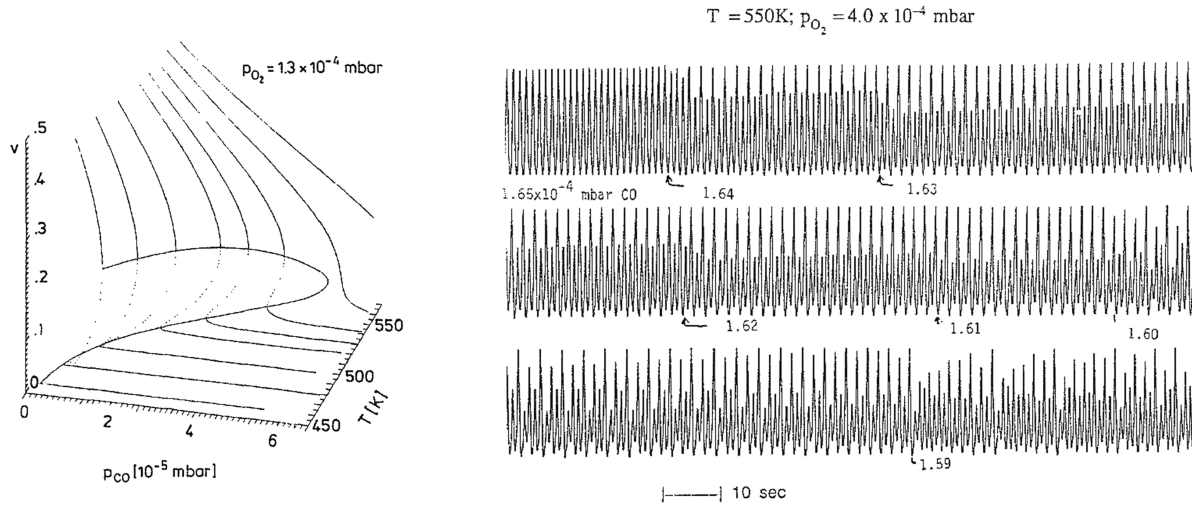 p_O₂ = 1.3 × 10⁻⁴ mbar
v
.5
.4
.3
.2
.1
0
0
2
4
6
p_CO [10⁻⁵ mbar]
450
500
550
T [K]
T = 550K; p_O₂ = 4.0 x 10⁻⁴ mbar
1.65x10⁻⁴ mbar CO
1.64
1.63
1.62
1.61
1.60
1.59
10 sec